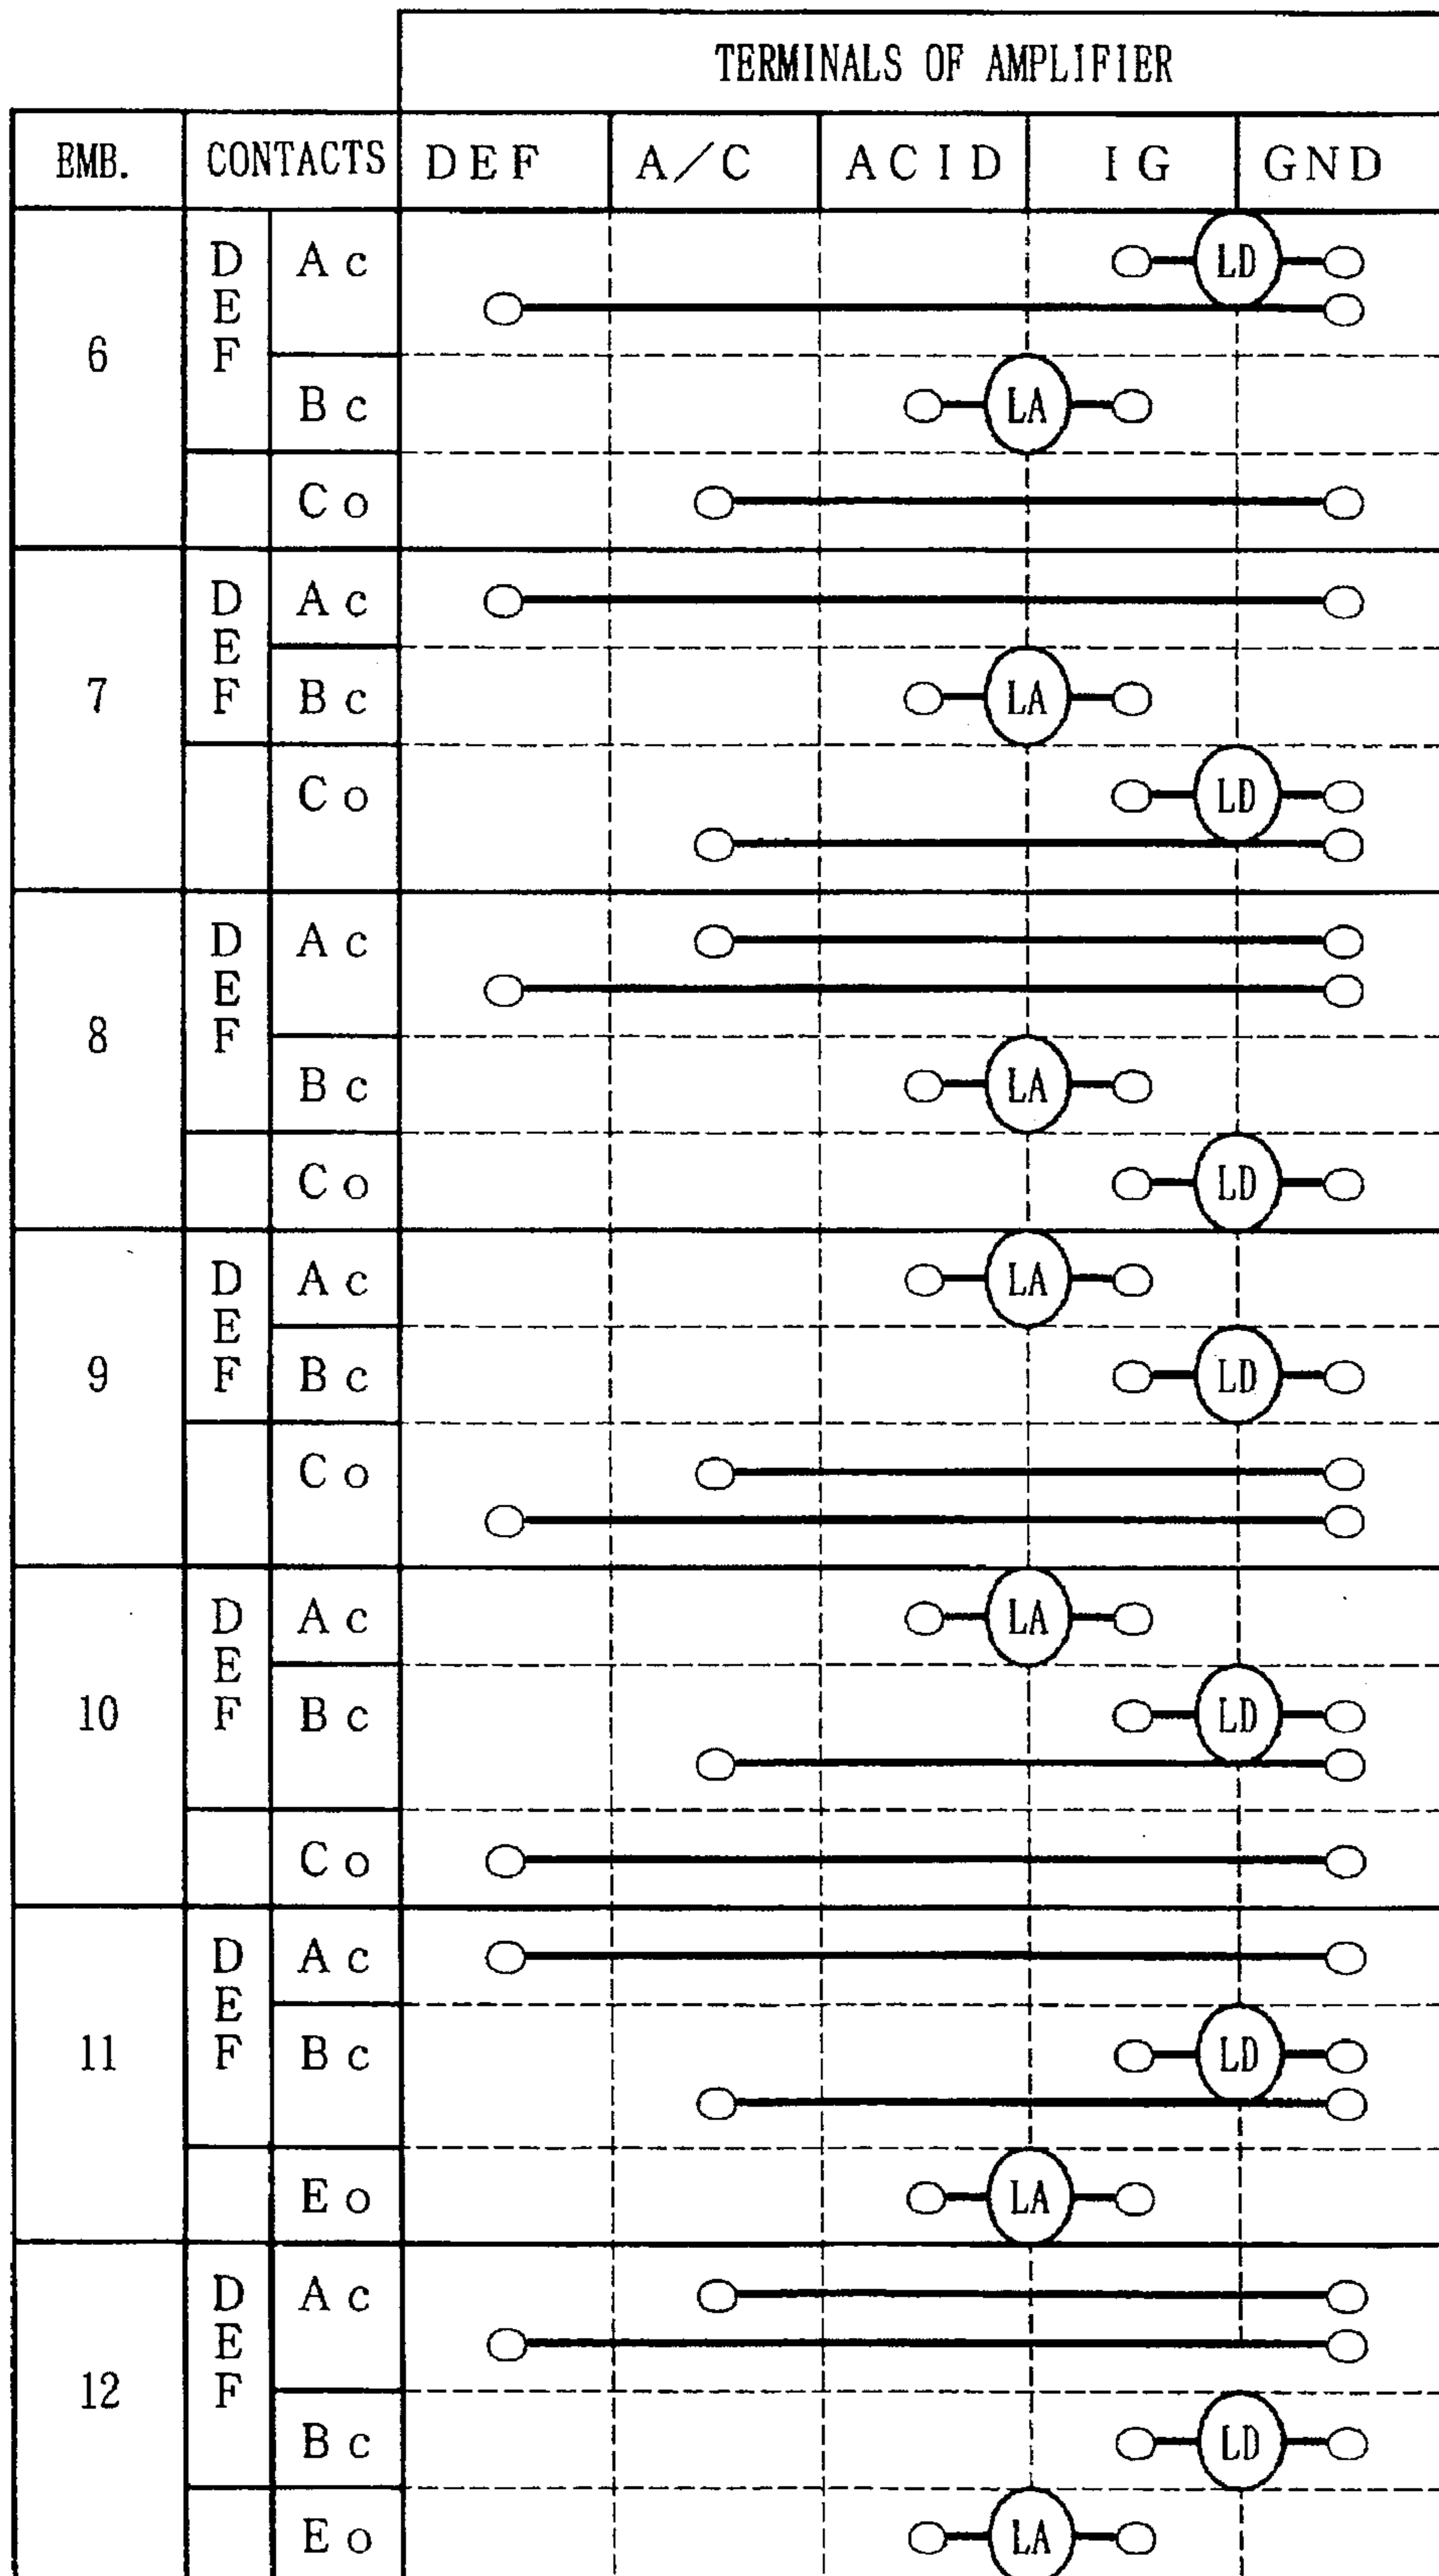 TERMINALS OF AMPLIFIER
EMB. CONTACTS DEF A/C ACID IG GND
6 DEF Ac LD
Bc LA
Co
7 DEF Ac
Bc LA
Co LD
8 DEF Ac
Bc LA
Co LD
9 DEF Ac LA
Bc LD
Co
10 DEF Ac LA
Bc LD
Co
11 DEF Ac
Bc LD
Eo LA
12 DEF Ac
Bc LD
Eo LA